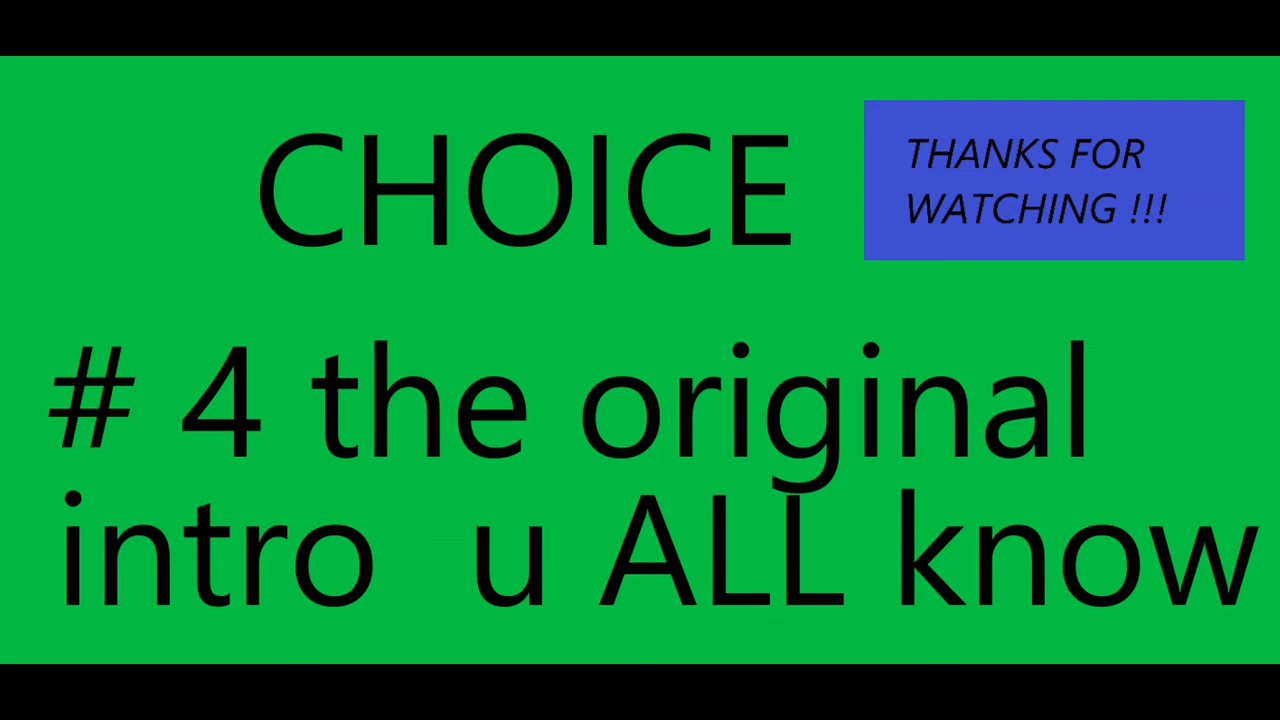 CHOICE
THANKS FOR
WATCHING !!!
# 4 the original
intro u ALL know